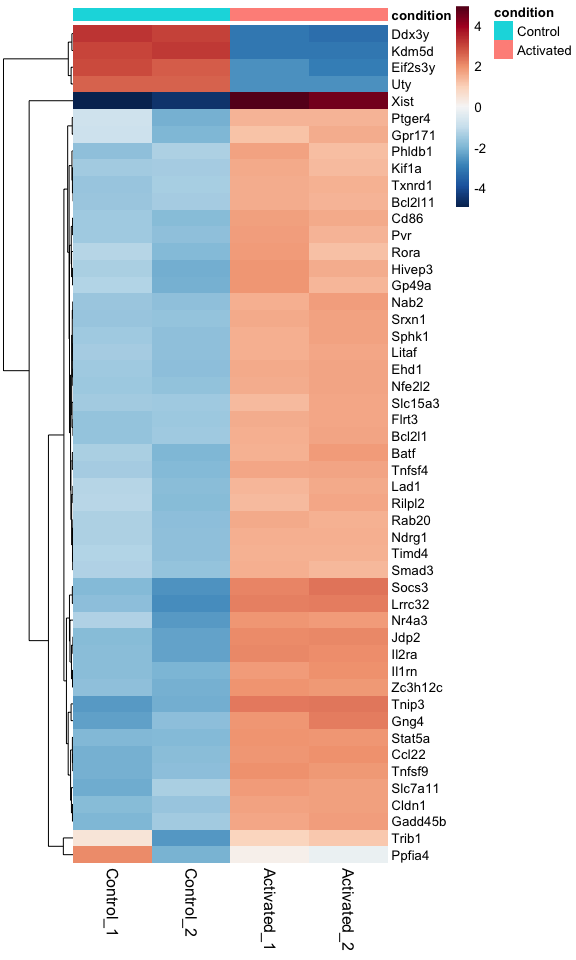 condition
Ddx3y
Kdm5d
Eif2s3y
Uty
Xist
Ptger4
Gpr171
Phldb1
Kif1a
Txnrd1
Bcl2l11
Cd86
Pvr
Rora
Hivep3
Gp49a
Nab2
Srxn1
Sphk1
Litaf
Ehd1
Nfe2l2
Slc15a3
Flrt3
Bcl2l1
Batf
Tnfsf4
Lad1
Rilpl2
Rab20
Ndrg1
Timd4
Smad3
Socs3
Lrrc32
Nr4a3
Jdp2
Il2ra
Il1rn
Zc3h12c
Tnip3
Gng4
Stat5a
Ccl22
Tnfsf9
Slc7a11
Cldn1
Gadd45b
Trib1
Ppfia4
4
2
0
-2
-4
condition
Control
Activated
Control_1
Control_2
Activated_1
Activated_2